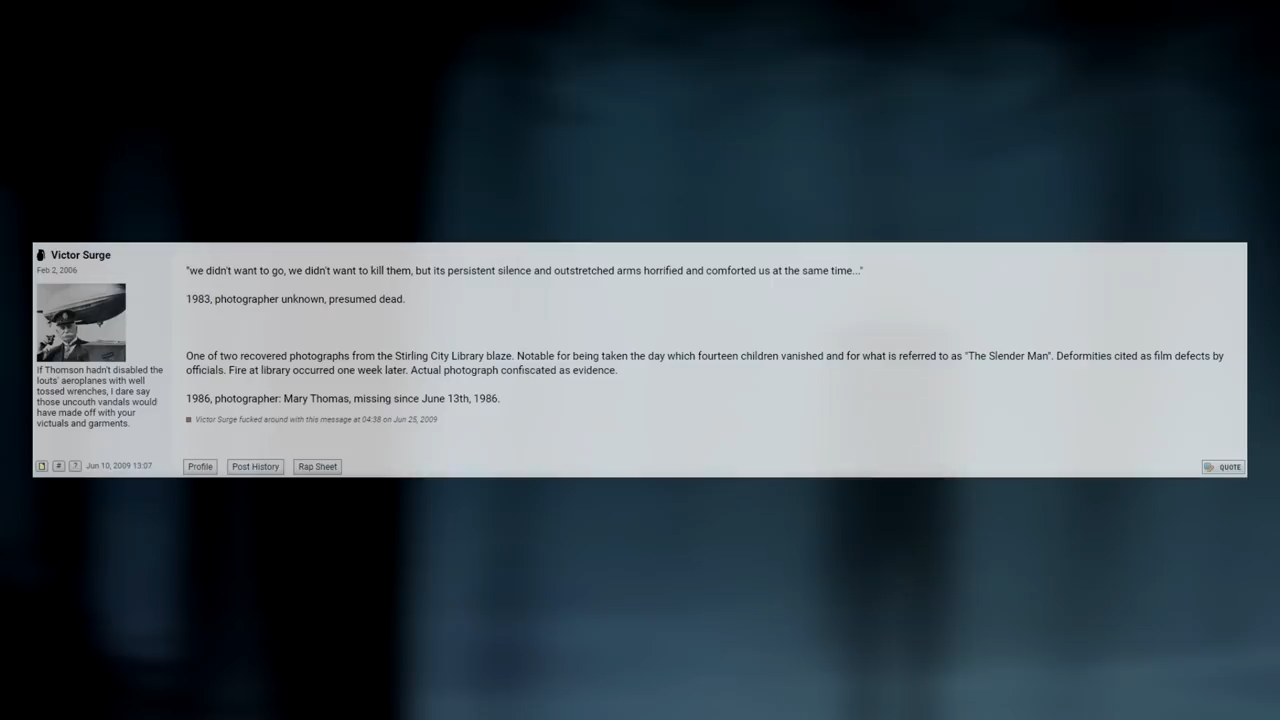 Victor Surge
Feb 2, 2006
If Thomson hadn't disabled the
louts' aeroplanes with well
tossed wrenches, I dare say
those uncouth vandals would
have made off with your
victuals and garments.
"we didn't want to go, we didn't want to kill them, but its persistent silence and outstretched arms horrified and comforted us at the same time..."
1983, photographer unknown, presumed dead.
One of two recovered photographs from the Stirling City Library blaze. Notable for being taken the day which fourteen children vanished and for what is referred to as "The Slender Man". Deformities cited as film defects by
officials. Fire at library occurred one week later. Actual photograph confiscated as evidence.
1986, photographer: Mary Thomas, missing since June 13th, 1986.
Victor Surge fucked around with this message at 04:38 on Jun 25, 2009
# ? Jun 10, 2009 13:07
Profile Post History Rap Sheet
QUOTE